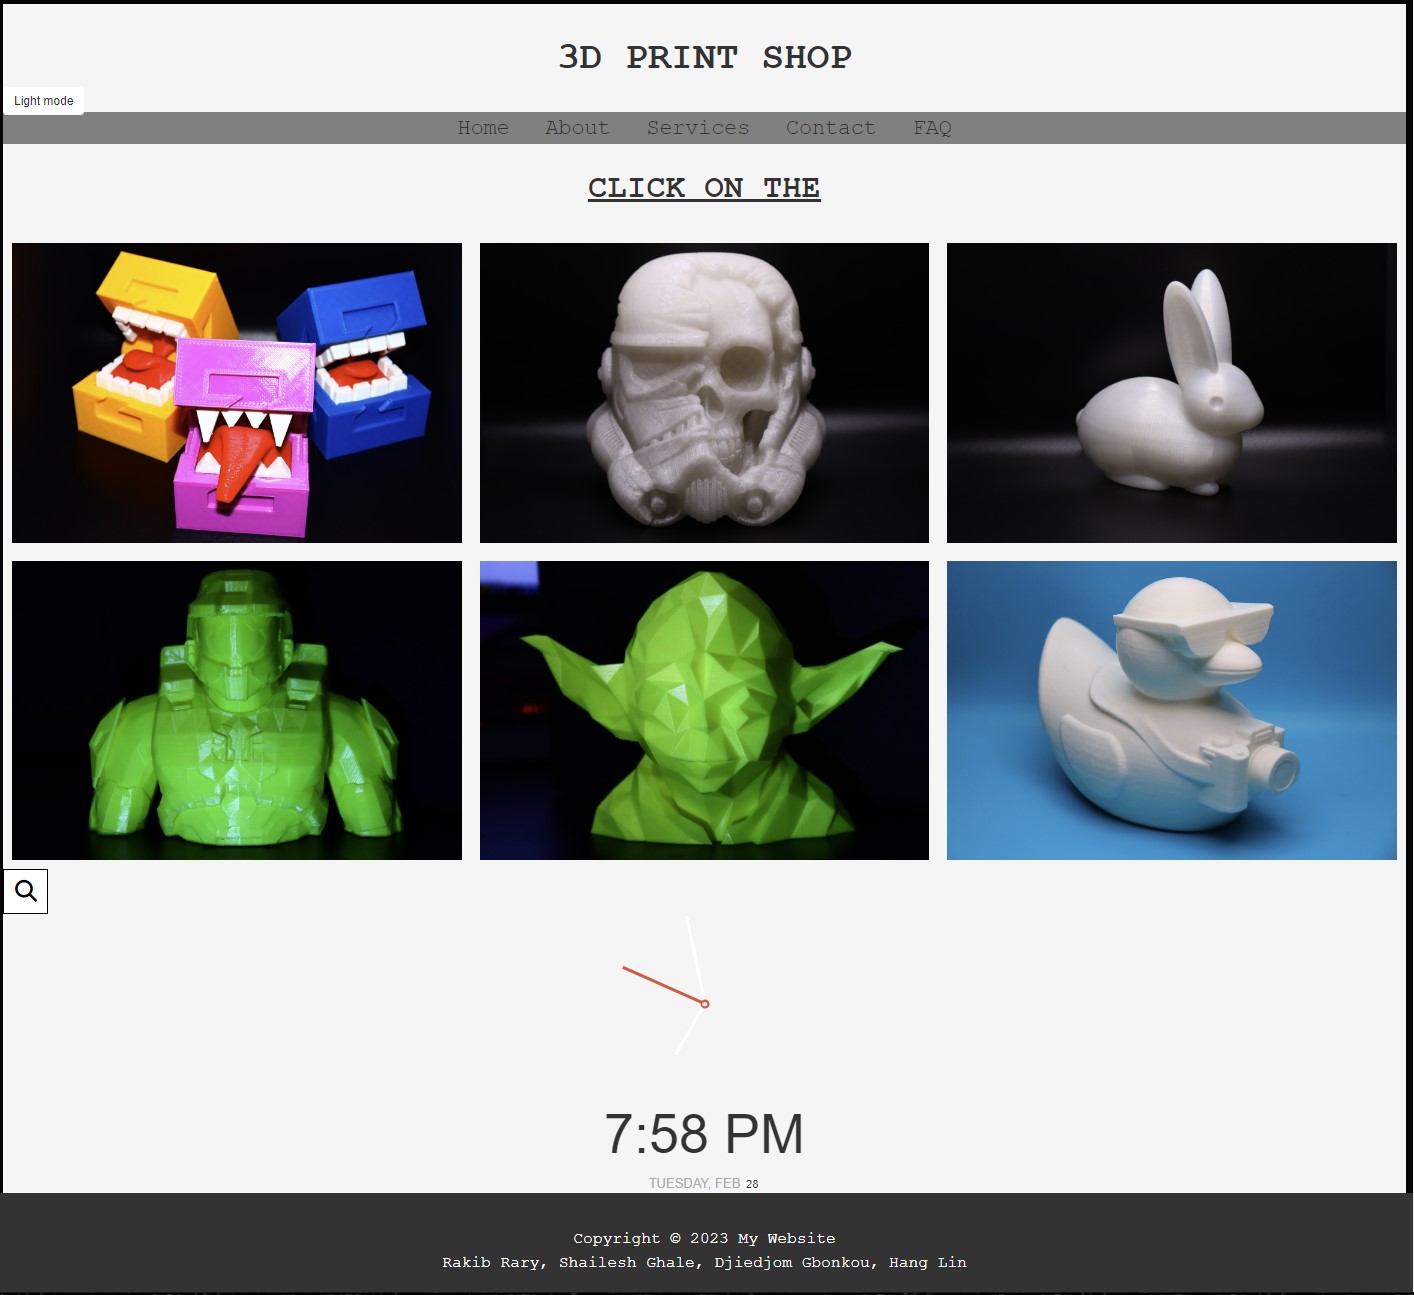 3D PRINT SHOP
Light mode
Home About Services Contact FAQ
CLICK ON THE
7:58 PM
TUESDAY, FEB 28
Copyright © 2023 My Website
Rakib Rary, Shailesh Ghale, Djiedjom Gbonkou, Hang Lin